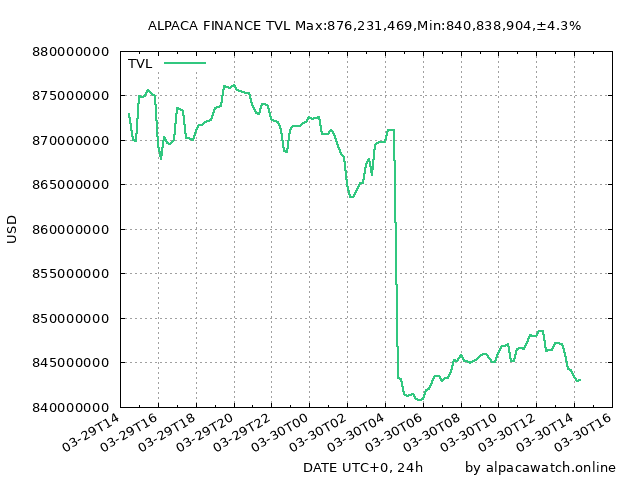 ALPACA FINANCE TVL Max:876,231,469,Min:840,838,904,±4.3%
TVL
880000000
875000000
870000000
865000000
860000000
855000000
850000000
845000000
840000000
USD
03-29T14
03-29T16
03-29T18
03-29T20
03-29T22
03-30T00
03-30T02
03-30T04
03-30T06
03-30T08
03-30T10
03-30T12
03-30T14
03-30T16
DATE UTC+0, 24h
by alpacawatch.online